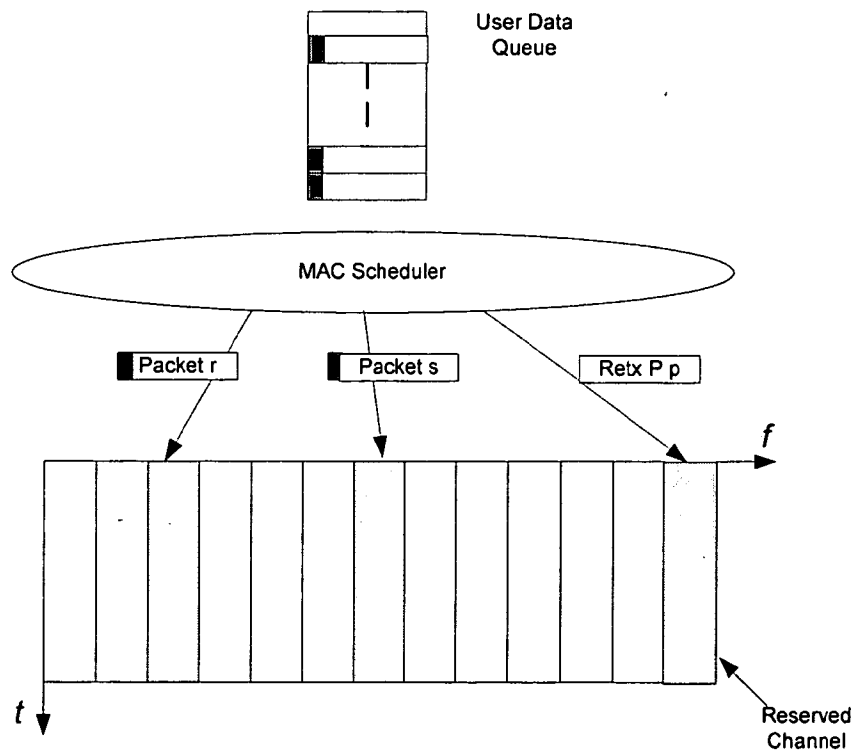 User Data
Queue
MAC Scheduler
Packet r
Packet s
Retx P p
f
t
Reserved
Channel